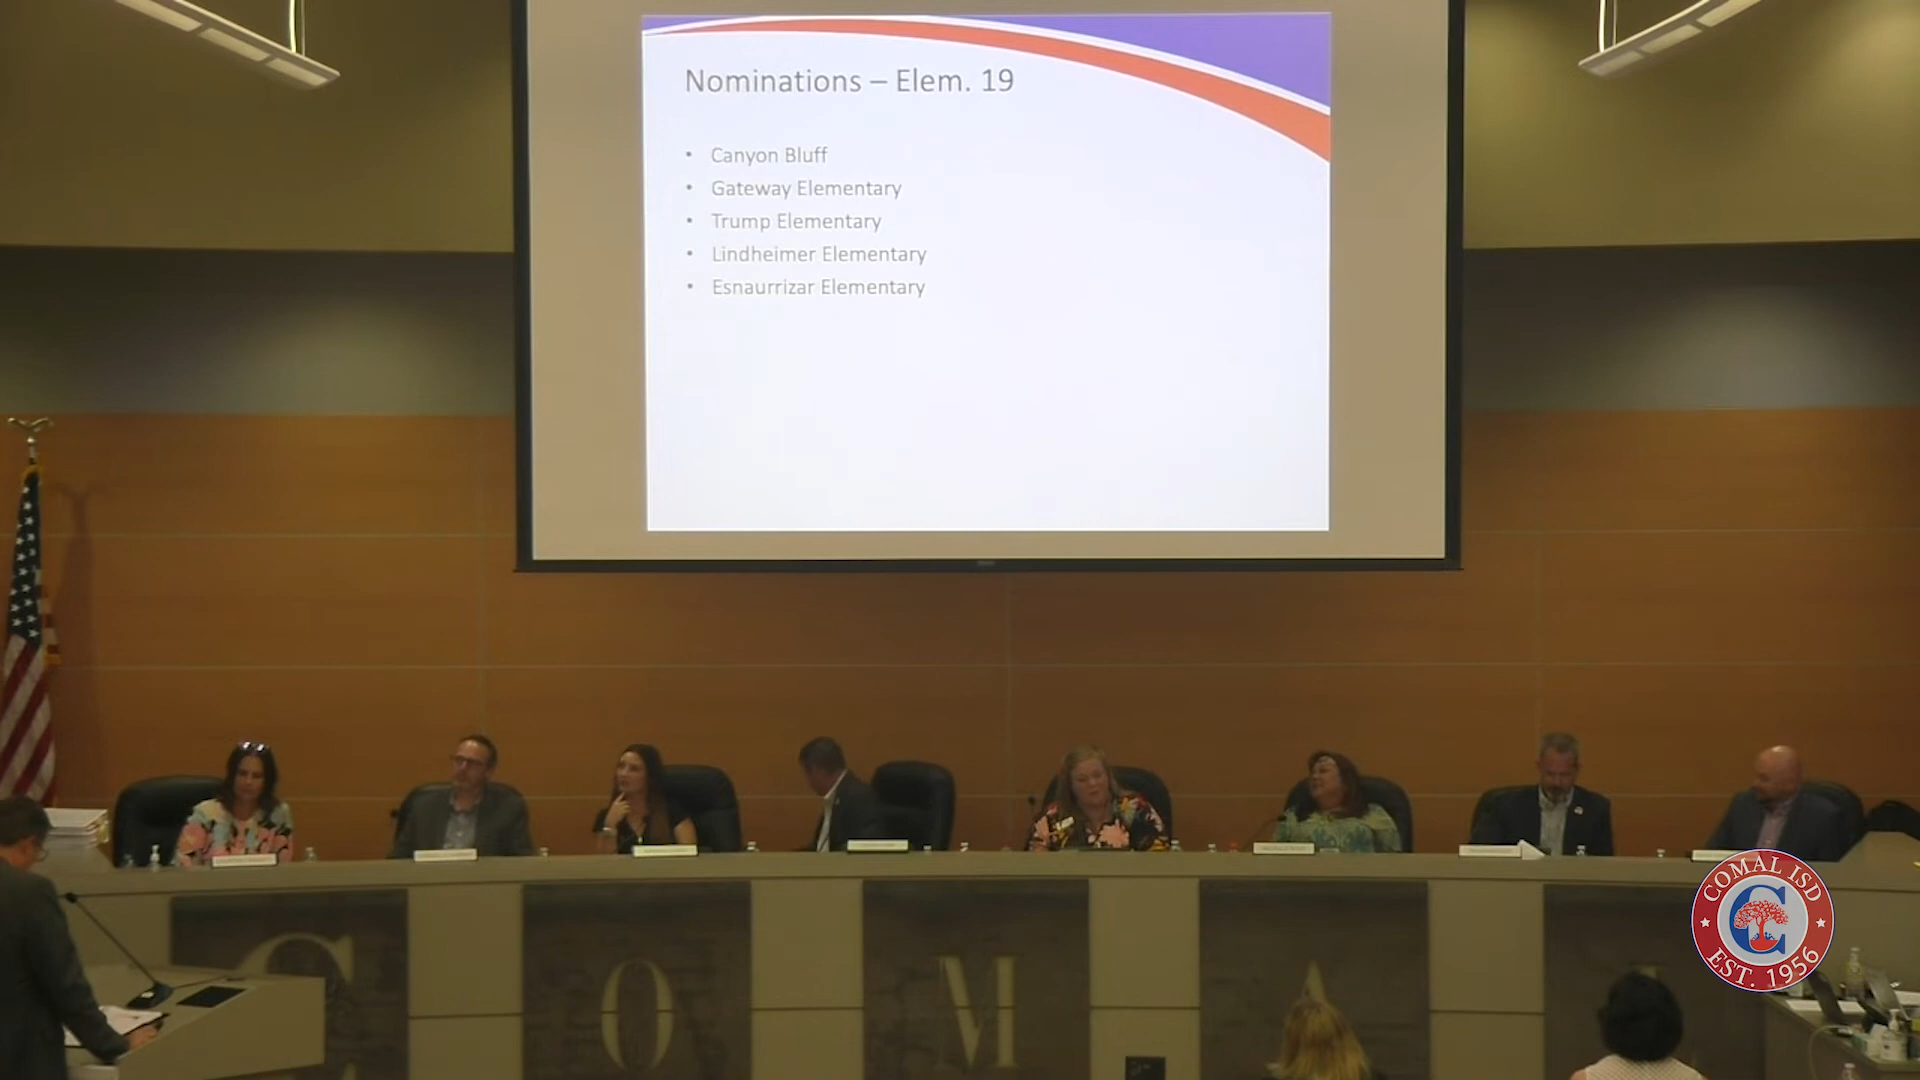 Nominations – Elem. 19
• Canyon Bluff
• Gateway Elementary
• Trump Elementary
• Lindheimer Elementary
• Esnaurrizar Elementary
C O M A
COMAL ISD
C
EST. 1956